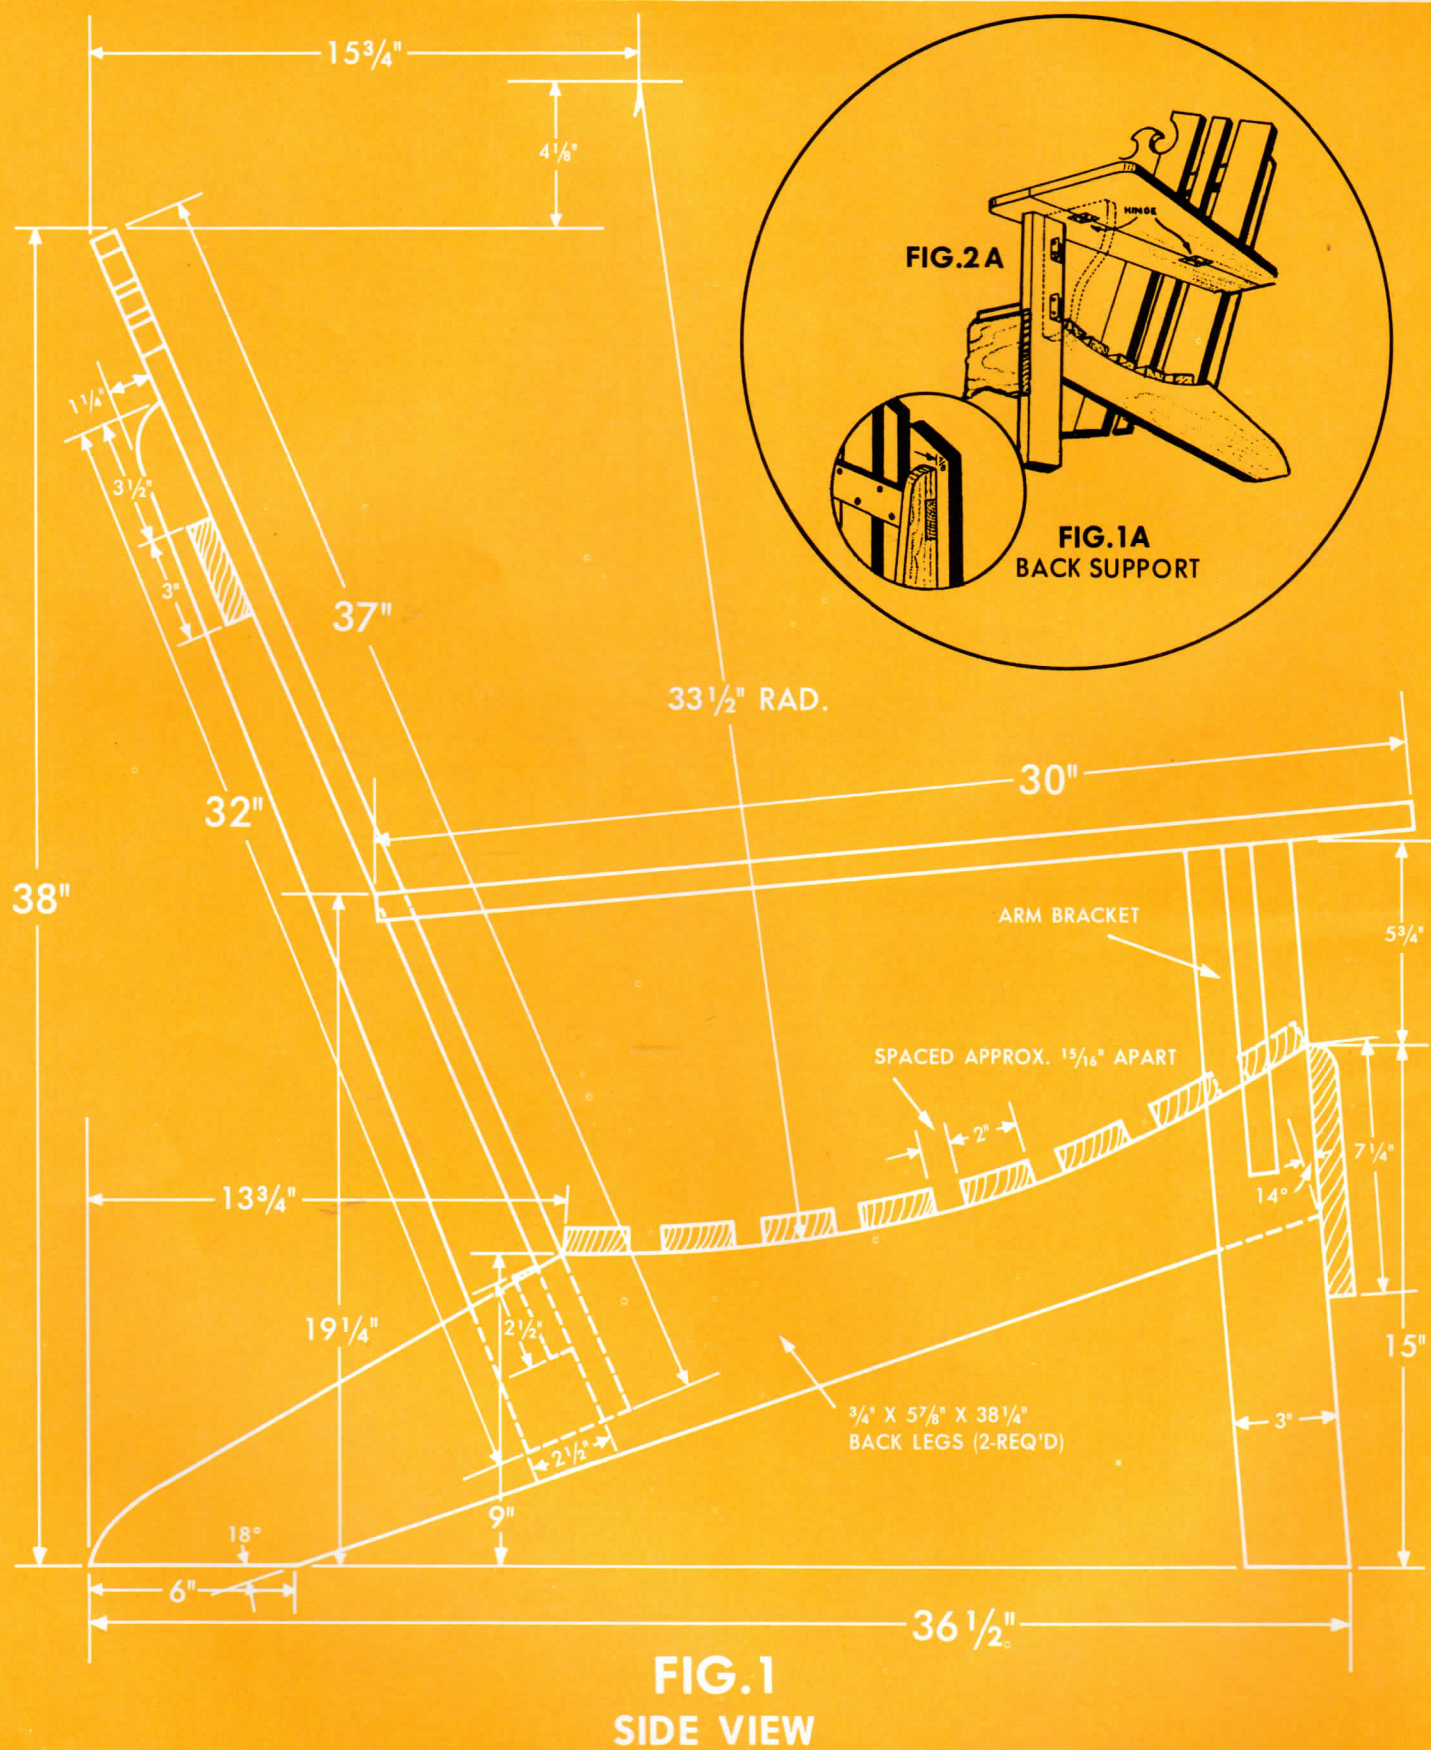 15¾"
4⅛"
HINGE
FIG.2A
1¼"
3½"
⅞
FIG.1A
BACK SUPPORT
3"
37"
33½" RAD.
30"
32"
38"
ARM BRACKET
5¾"
SPACED APPROX. 15/16" APART
2"
7¼"
13¾"
14°
19¼"
2½"
15"
¾" X 5⅞" X 38¼"
BACK LEGS (2-REQ'D)
3"
2½"
9"
18°
6"
36½"
FIG.1
SIDE VIEW